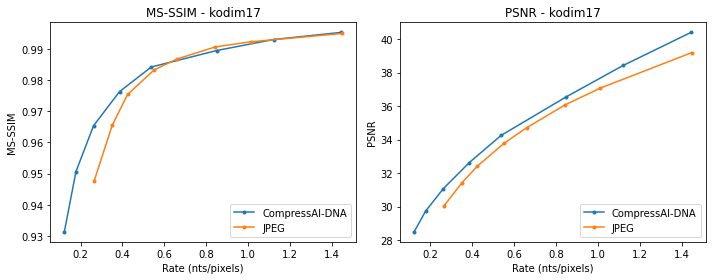 MS-SSIM - kodim17
MS-SSIM
0.99
0.98
0.97
0.96
0.95
0.94
0.93
0.2 0.4 0.6 0.8 1.0 1.2 1.4
Rate (nts/pixels)
CompressAI-DNA
JPEG
PSNR - kodim17
PSNR
40
38
36
34
32
30
28
0.2 0.4 0.6 0.8 1.0 1.2 1.4
Rate (nts/pixels)
CompressAI-DNA
JPEG